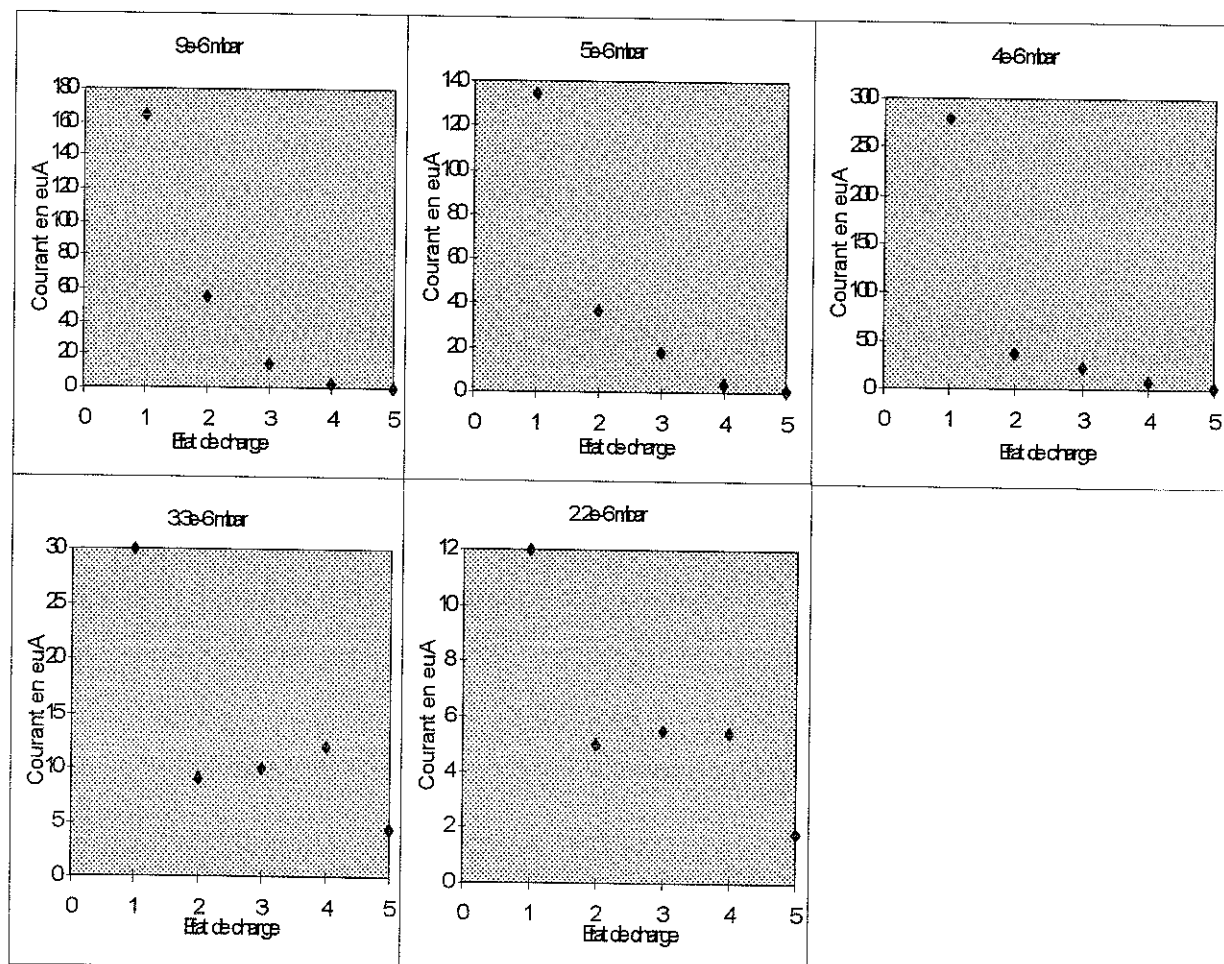 9e-6mbar
180
160
140
120
100
80
60
40
20
0
Courant en euA
0 1 2 3 4 5
Etat de charge
5e-6mbar
140
120
100
80
60
40
20
0
Courant en euA
0 1 2 3 4 5
Etat de charge
4e-6mbar
300
250
200
150
100
50
0
Courant en euA
0 1 2 3 4 5
Etat de charge
3.3e-6mbar
30
25
20
15
10
5
0
Courant en euA
0 1 2 3 4 5
Etat de charge
2.2e-6mbar
12
10
8
6
4
2
0
Courant en euA
0 1 2 3 4 5
Etat de charge